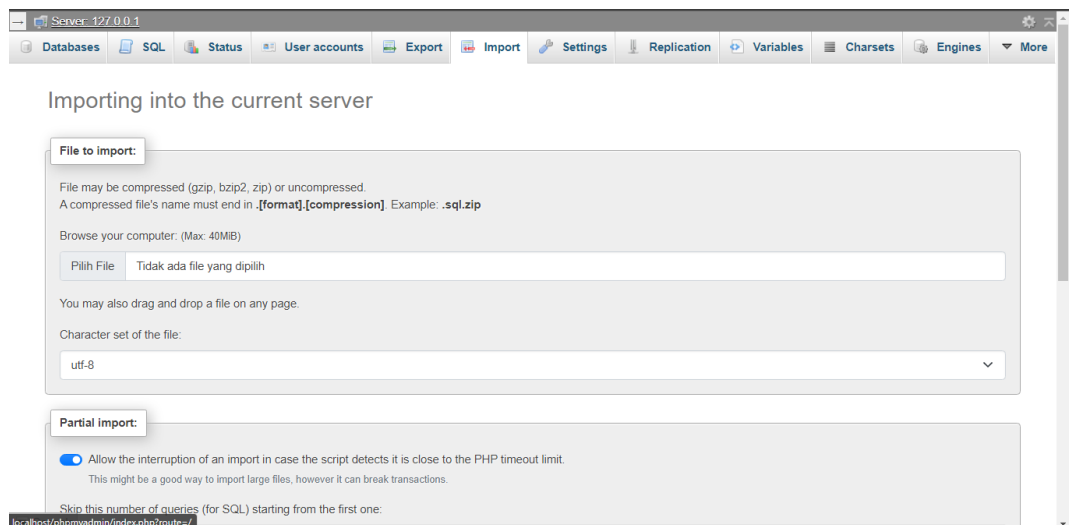 Server: 127.0.0.1
Databases SQL Status User accounts Export Import Settings Replication Variables Charsets Engines More
Importing into the current server
File to import:
File may be compressed (gzip, bzip2, zip) or uncompressed.
A compressed file's name must end in .[format].[compression]. Example: .sql.zip
Browse your computer: (Max: 40MiB)
Pilih File Tidak ada file yang dipilih
You may also drag and drop a file on any page.
Character set of the file:
utf-8
Partial import:
Allow the interruption of an import in case the script detects it is close to the PHP timeout limit.
This might be a good way to import large files, however it can break transactions.
Skip this number of queries (for SQL) starting from the first one:
localhost/phpmyadmin/index.php?route=/